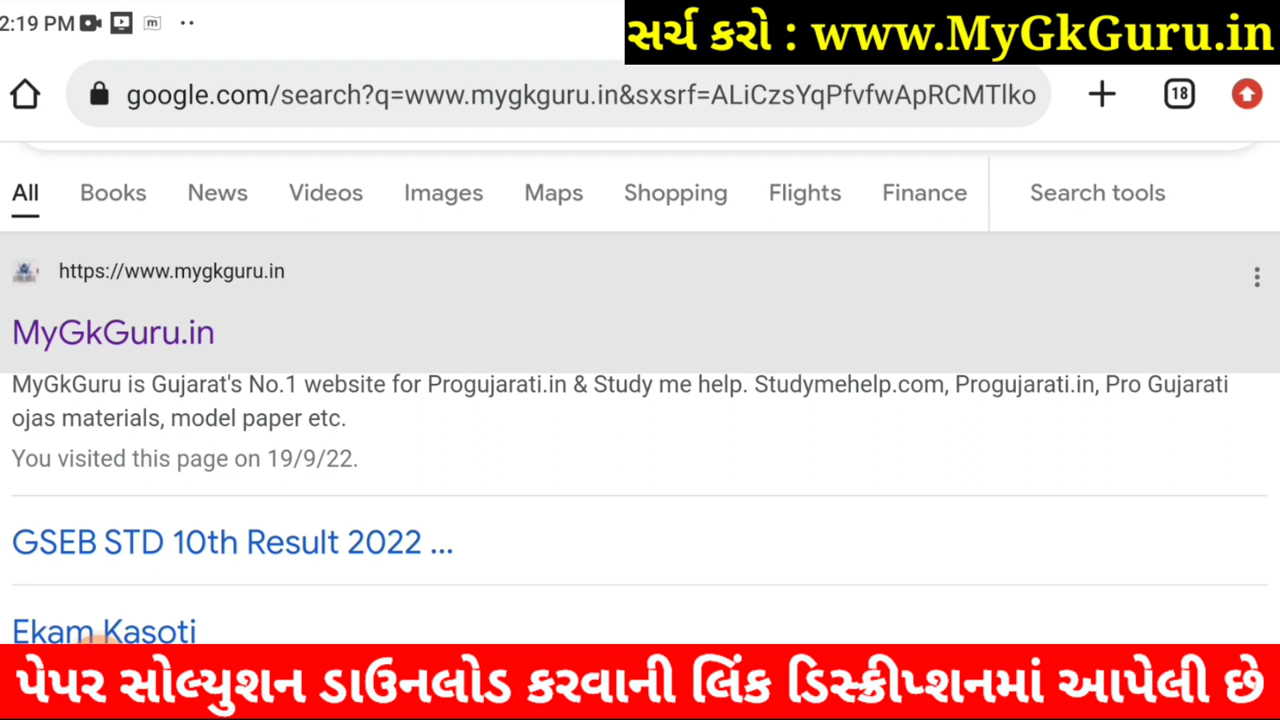 2:19 PM
સર્ચ કરો : www.MyGkGuru.in
google.com/search?q=www.mygkguru.in&sxsrf=ALiCzsYqPfvfwApRCMTlko
18
All Books News Videos Images Maps Shopping Flights Finance Search tools
https://www.mygkguru.in
MyGkGuru.in
MyGkGuru is Gujarat's No.1 website for Progujarati.in & Study me help. Studymehelp.com, Progujarati.in, Pro Gujarati
ojas materials, model paper etc.
You visited this page on 19/9/22.
GSEB STD 10th Result 2022 ...
Ekam Kasoti
પેપર સોલ્યુશન ડાઉનલોડ કરવાની લિંક ડિસ્ક્રીપ્શનમાં આપેલી છે